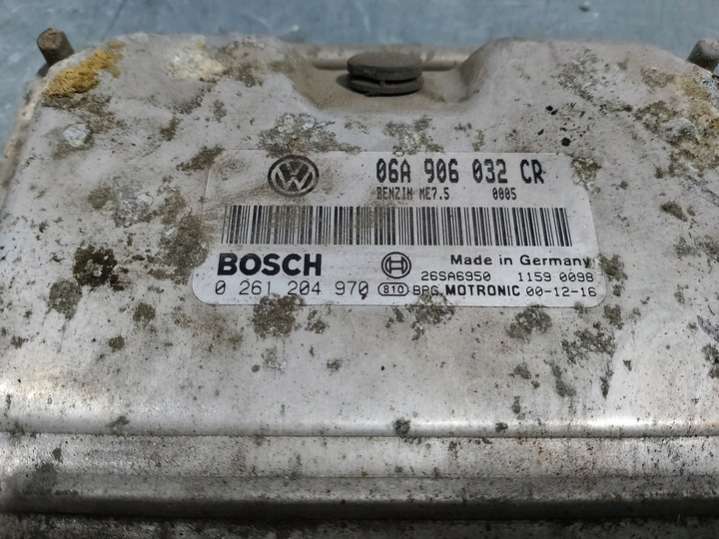 06A 906 032 CR
BENZIN ME7.5 0005
BOSCH Made in Germany
26SA6950 1159 0098
0 261 204 970 810 BRG MOTRONIC 00-12-16